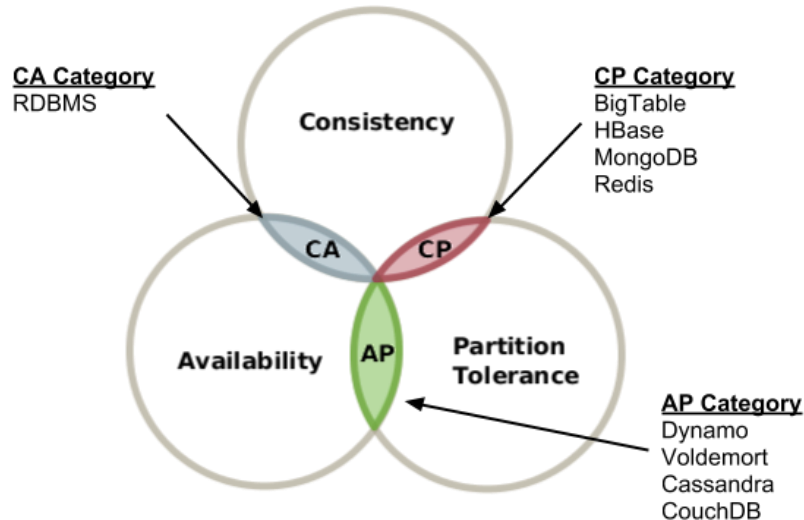 CA Category
RDBMS
CP Category
BigTable
HBase
MongoDB
Redis
Consistency
CA
CP
Availability
AP
Partition
Tolerance
AP Category
Dynamo
Voldemort
Cassandra
CouchDB